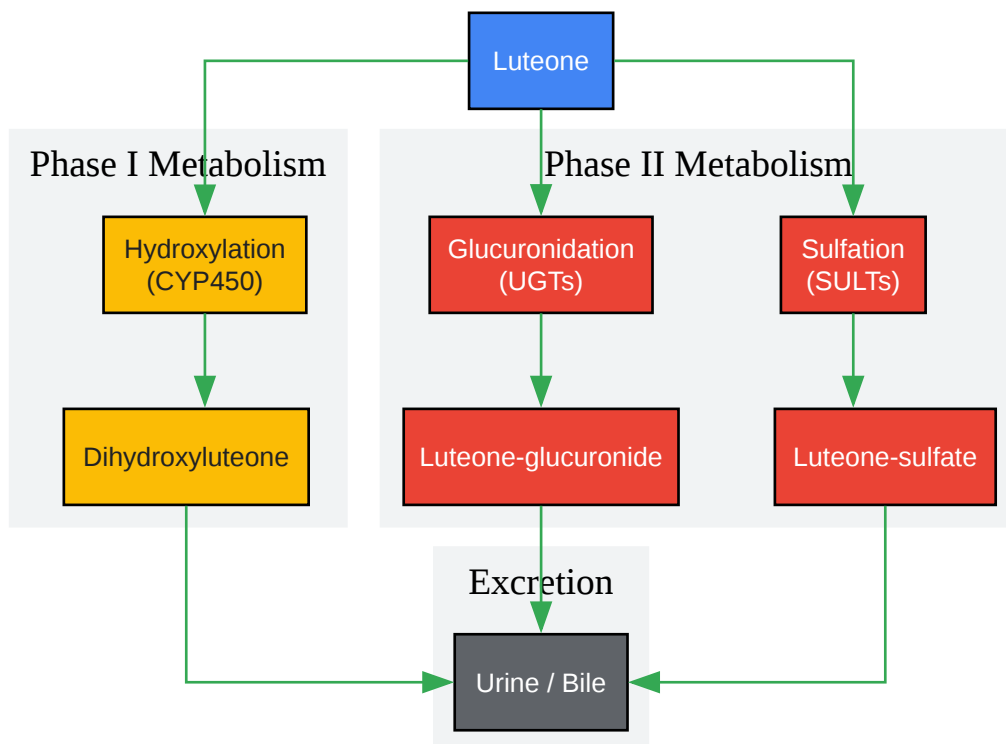 Luteone
Phase I Metabolism
Phase II Metabolism
Hydroxylation
(CYP450)
Glucuronidation
(UGTs)
Sulfation
(SULTs)
Dihydroxyluteone
Luteone-glucuronide
Luteone-sulfate
Excretion
Urine / Bile